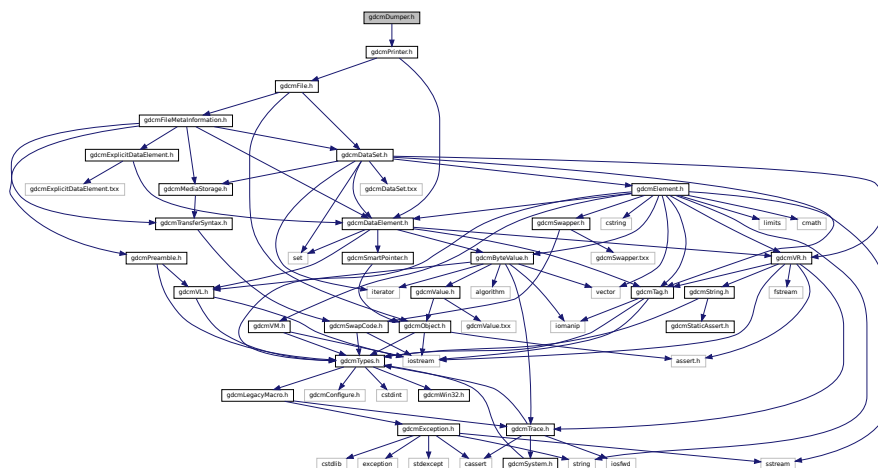 gdcmDumper.h
gdcmPrinter.h
gdcmFile.h
gdcmFileMetaInformation.h
gdcmExplicitDataElement.h
gdcmDataSet.h
gdcmExplicitDataElement.txx
gdcmMediaStorage.h
gdcmDataSet.txx
gdcmElement.h
gdcmTransferSyntax.h
gdcmDataElement.h
gdcmSwapper.h
cstring
limits
cmath
gdcmPreamble.h
set
gdcmSmartPointer.h
gdcmByteValue.h
gdcmSwapper.txx
gdcmVR.h
gdcmVL.h
iterator
gdcmValue.h
algorithm
vector
gdcmTag.h
gdcmString.h
fstream
gdcmVM.h
gdcmSwapCode.h
gdcmObject.h
gdcmValue.txx
iomanip
gdcmStaticAssert.h
gdcmTypes.h
iostream
assert.h
gdcmLegacyMacro.h
gdcmConfigure.h
cstdint
gdcmWin32.h
gdcmException.h
gdcmTrace.h
cstdlib
exception
stdexcept
cassert
gdcmSystem.h
string
iosfwd
sstream